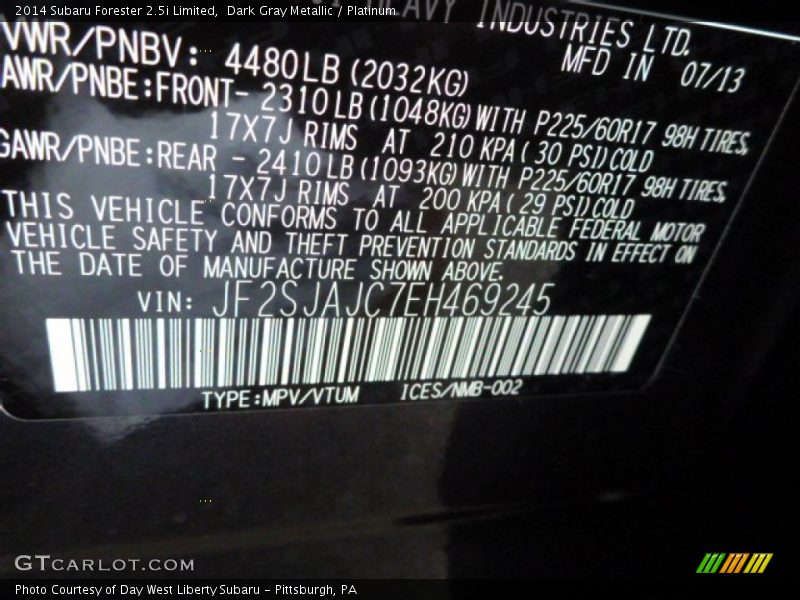 2014 Subaru Forester 2.5i Limited,  Dark Gray Metallic / Platinum
INDUSTRIES LTD.
MFD IN 07/13
VWR/PNBV: 4480LB (2032KG)
AWR/PNBE:FRONT- 2310LB(1048KG)WITH P225/60R17 98H TIRES,
17X7J RIMS AT 210 KPA( 30 PSI)COLD
GAWR/PNBE:REAR - 2410LB(1093KG)WITH P225/60R17 98H TIRES,
17X7J RIMS AT 200 KPA( 29 PSI)COLD
THIS VEHICLE CONFORMS TO ALL APPLICABLE FEDERAL MOTOR
VEHICLE SAFETY AND THEFT PREVENTION STANDARDS IN EFFECT ON
THE DATE OF MANUFACTURE SHOWN ABOVE.
VIN: JF2SJAJC7EH469245
TYPE:MPV/VTUM ICES/NMB-002
GTCARLOT.COM
Photo Courtesy of Day West Liberty Subaru - Pittsburgh, PA